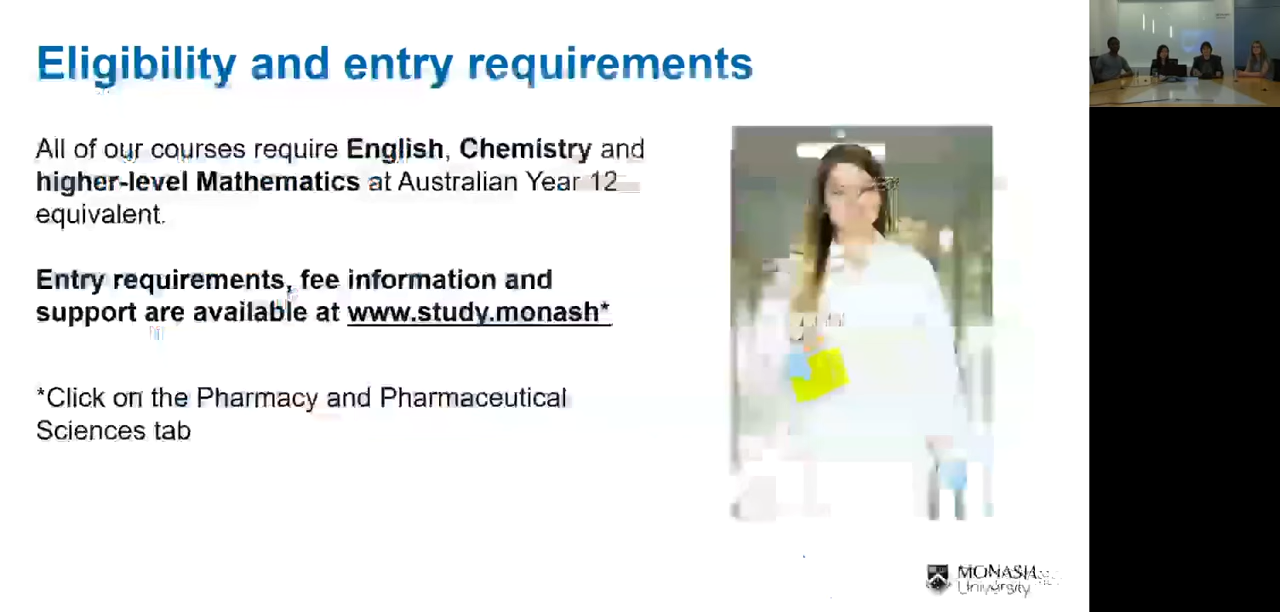 Eligibility and entry requirements
All of our courses require English, Chemistry and
higher-level Mathematics at Australian Year 12
equivalent.
Entry requirements, fee information and
support are available at www.study.monash*
*Click on the Pharmacy and Pharmaceutical
Sciences tab
MONASH
University